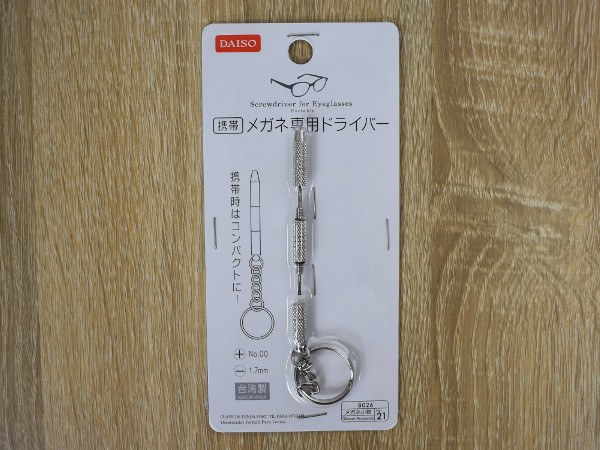 DAISO
Screwdriver for Eyeglasses
Portable
携帯 メガネ専用ドライバー
携帯時はコンパクトに!
No.00
1.7mm
台湾製
B026
メガネ小物
21